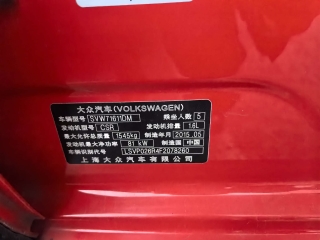 大众汽车(VOLKSWAGEN)
车辆型号 SVW71611DM 乘坐人数 5
发动机型号 CSR 发动机排量 1.6L
最大允许总质量 1545kg 制造年月 2015.05
发动机最大净功率 81 kW 制造国 中国
车辆识别代号 LSVPD26R4F2078260
上海大众汽车有限公司